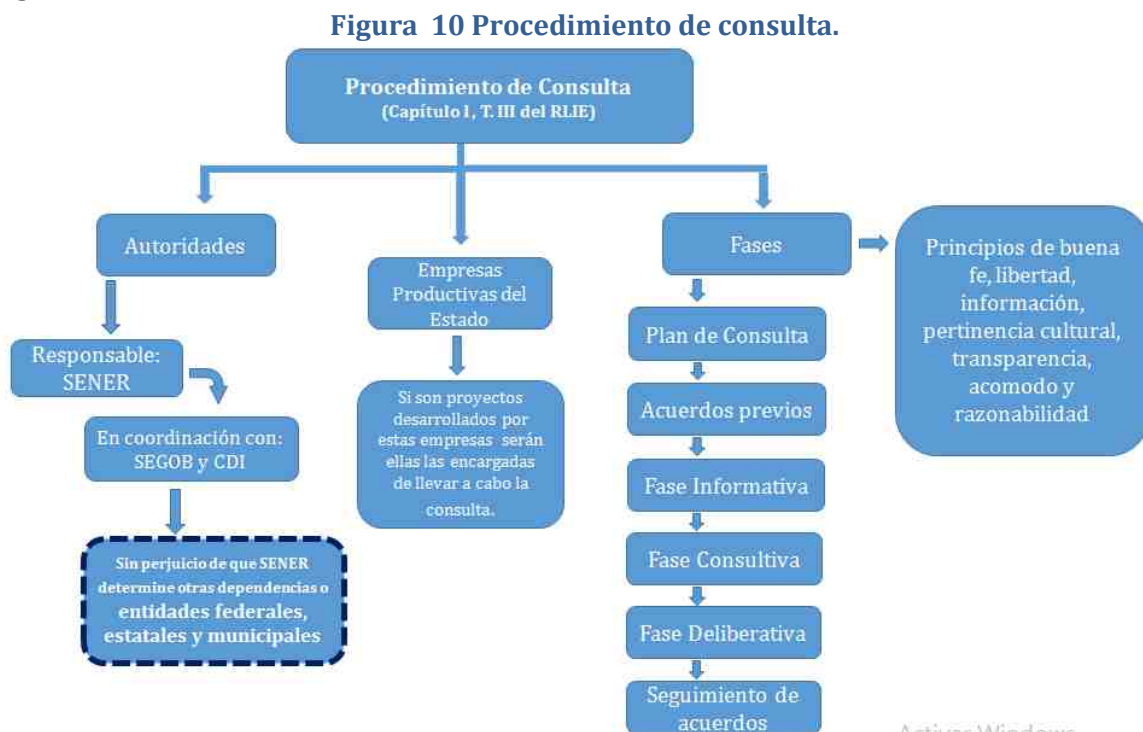 Figura 10 Procedimiento de consulta.
Procedimiento de Consulta
(Capítulo I, T. III del RLIE)
Autoridades
Responsable:
SENER
En coordinación con:
SEGOB y CDI
Sin perjuicio de que SENER
determine otras dependencias o
entidades federales,
estatales y municipales
Empresas
Productivas del
Estado
Si son proyectos
desarrollados por
estas empresas serán
ellas las encargadas
de llevar a cabo la
consulta.
Fases
Plan de Consulta
Acuerdos previos
Fase Informativa
Fase Consultiva
Fase Deliberativa
Seguimiento de
acuerdos
Principios de buena
fe, libertad,
información,
pertinencia cultural,
transparencia,
acomodo y
razonabilidad